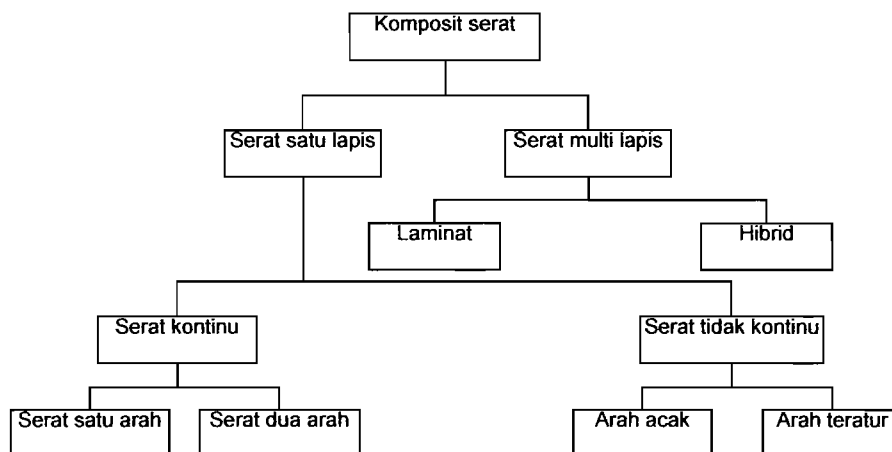 Komposit serat
Serat satu lapis
Serat multi lapis
Laminat
Hibrid
Serat kontinu
Serat tidak kontinu
Serat satu arah
Serat dua arah
Arah acak
Arah teratur